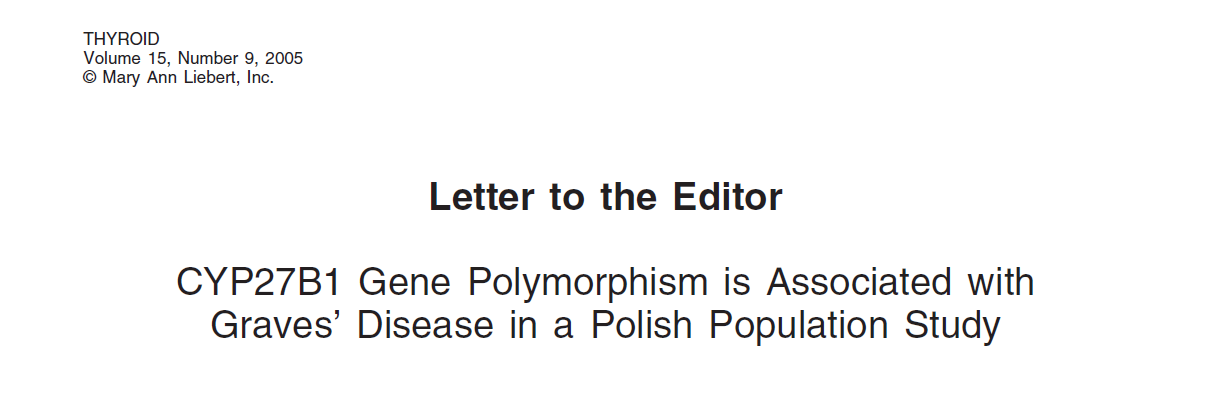 THYROID
Volume 15, Number 9, 2005
© Mary Ann Liebert, Inc.
Letter to the Editor
CYP27B1 Gene Polymorphism is Associated with
Graves’ Disease in a Polish Population Study